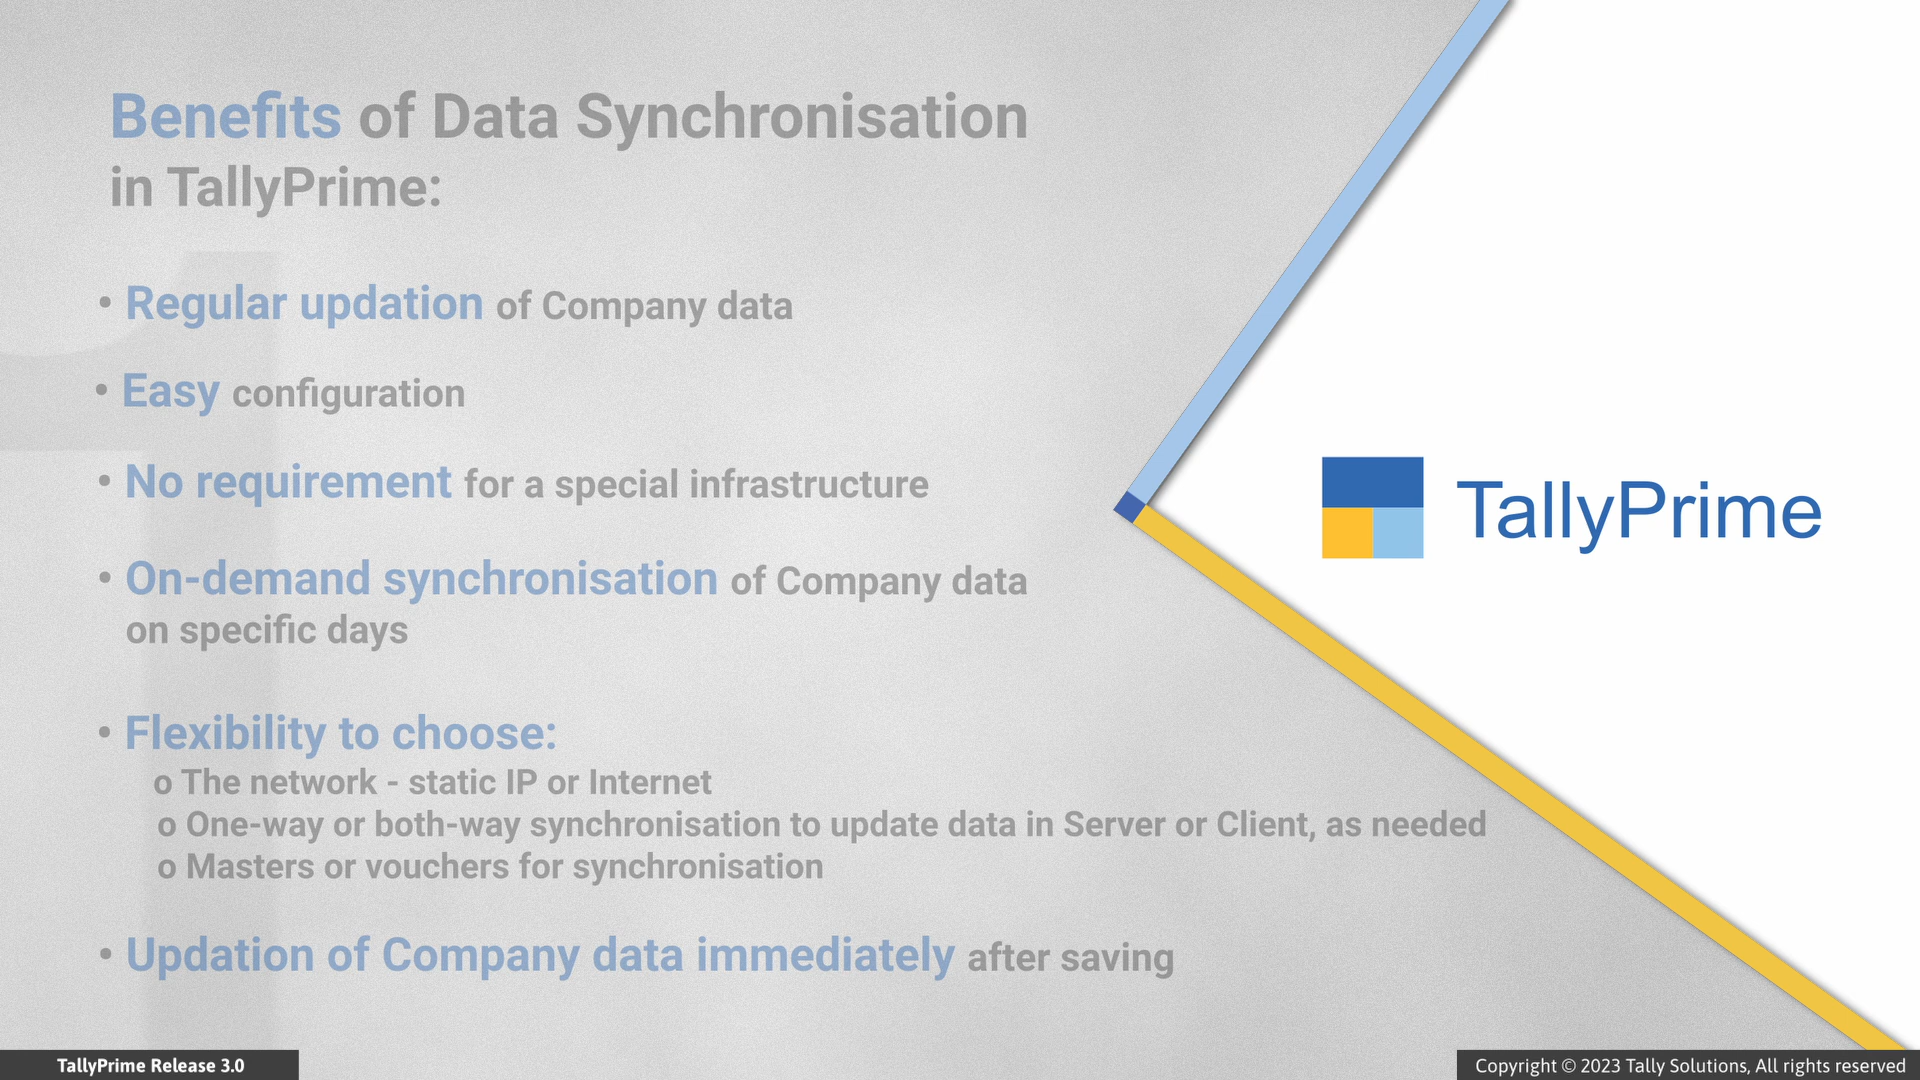 Benefits of Data Synchronisation
in TallyPrime:
• Regular updation of Company data
• Easy configuration
• No requirement for a special infrastructure
• On-demand synchronisation of Company data
on specific days
• Flexibility to choose:
o The network - static IP or Internet
o One-way or both-way synchronisation to update data in Server or Client, as needed
o Masters or vouchers for synchronisation
• Updation of Company data immediately after saving
TallyPrime
TallyPrime Release 3.0
Copyright © 2023 Tally Solutions, All rights reserved